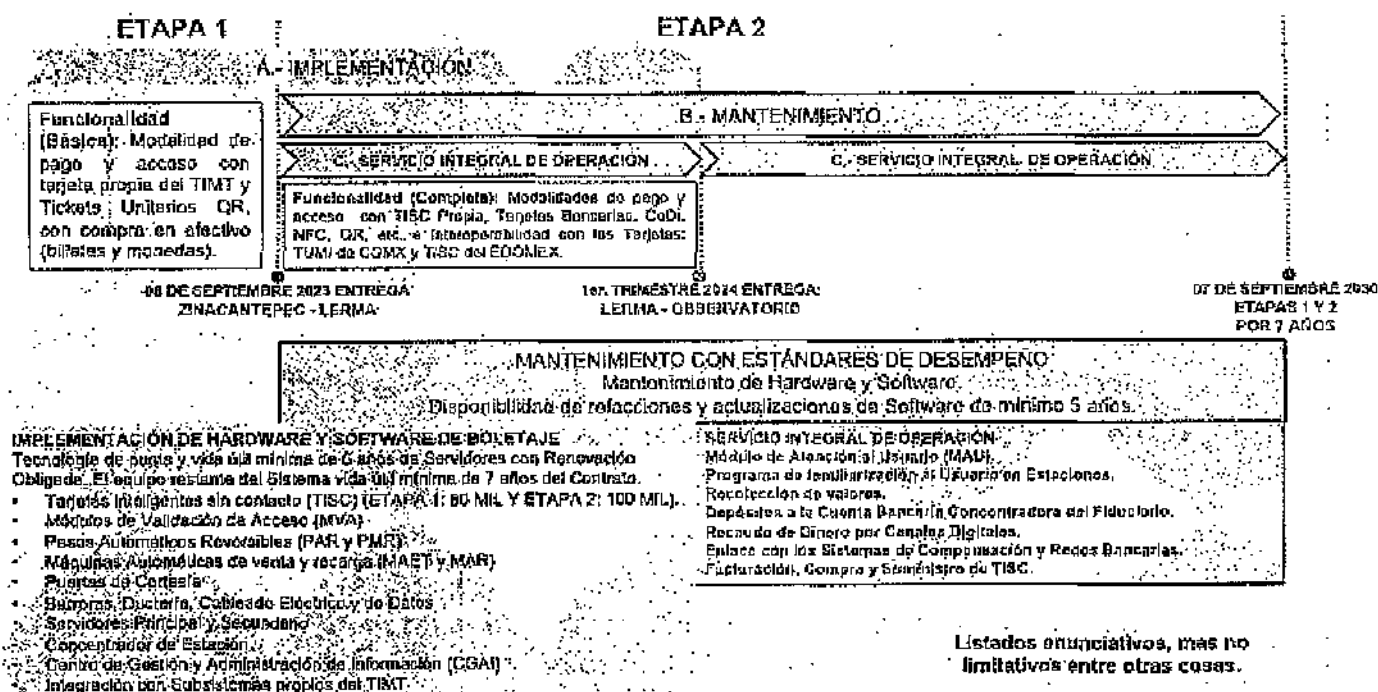 ETAPA 1
ETAPA 2
A.- IMPLEMENTACIÓN
Funcionalidad
(Básica): Modalidad de
pago y acceso con
tarjeta propia del TIMT y
Tickets Unitarios QR,
con compra en efectivo
(billetes y monedas).
B.- MANTENIMIENTO
C.- SERVICIO INTEGRAL DE OPERACIÓN
C.- SERVICIO INTEGRAL DE OPERACIÓN
Funcionalidad (Completa): Modalidades de pago y
acceso con TISC Propia, Tarjetas Bancarias, CoDi,
NFC, QR, etc., e Interoperabilidad con las Tarjetas:
TUMI de CDMX y TISC del EDOMEX.
08 DE SEPTIEMBRE 2023 ENTREGA:
ZINACANTEPEC - LERMA
1er. TRIMESTRE 2024 ENTREGA:
LERMA - OBSERVATORIO
07 DE SEPTIEMBRE 2030
ETAPAS 1 Y 2
POR 7 AÑOS
MANTENIMIENTO CON ESTÁNDARES DE DESEMPEÑO
Mantenimiento de Hardware y Software.
Disponibilidad de refacciones y actualizaciones de Software de mínimo 5 años.
IMPLEMENTACIÓN DE HARDWARE Y SOFTWARE DE BOLETAJE
Tecnología de punta y vida útil mínima de 6 años de Servidores con Renovación
Obligada. El equipo restante del Sistema vida útil mínima de 7 años del Contrato.
• Tarjetas Inteligentes sin contacto (TISC) (ETAPA 1: 60 MIL Y ETAPA 2: 100 MIL).
• Módulos de Validación de Acceso (MVA)
• Pasos Automáticos Reversibles (PAR y PMR)
• Máquinas Automáticas de venta y recarga (MAET y MAR)
• Puertas de Cortesía
• Barreras, Ductería, Cableado Eléctrico y de Datos
• Servidores Principal y Secundario
• Concentrador de Estación
• Centro de Gestión y Administración de Información (CGAI)
• Integración con Subsistemas propios del TIMT.
SERVICIO INTEGRAL DE OPERACIÓN
Módulo de Atención al Usuario (MAU).
Programa de familiarización al Usuario en Estaciones.
Recolección de valores.
Depósitos a la Cuenta Bancaria Concentradora del Fiduciario.
Recaudo de Dinero por Canales Digitales.
Enlace con los Sistemas de Compensación y Redes Bancarias.
Facturación, Compra y Suministro de TISC.
Listados enunciativos, mas no
limitativos entre otras cosas.